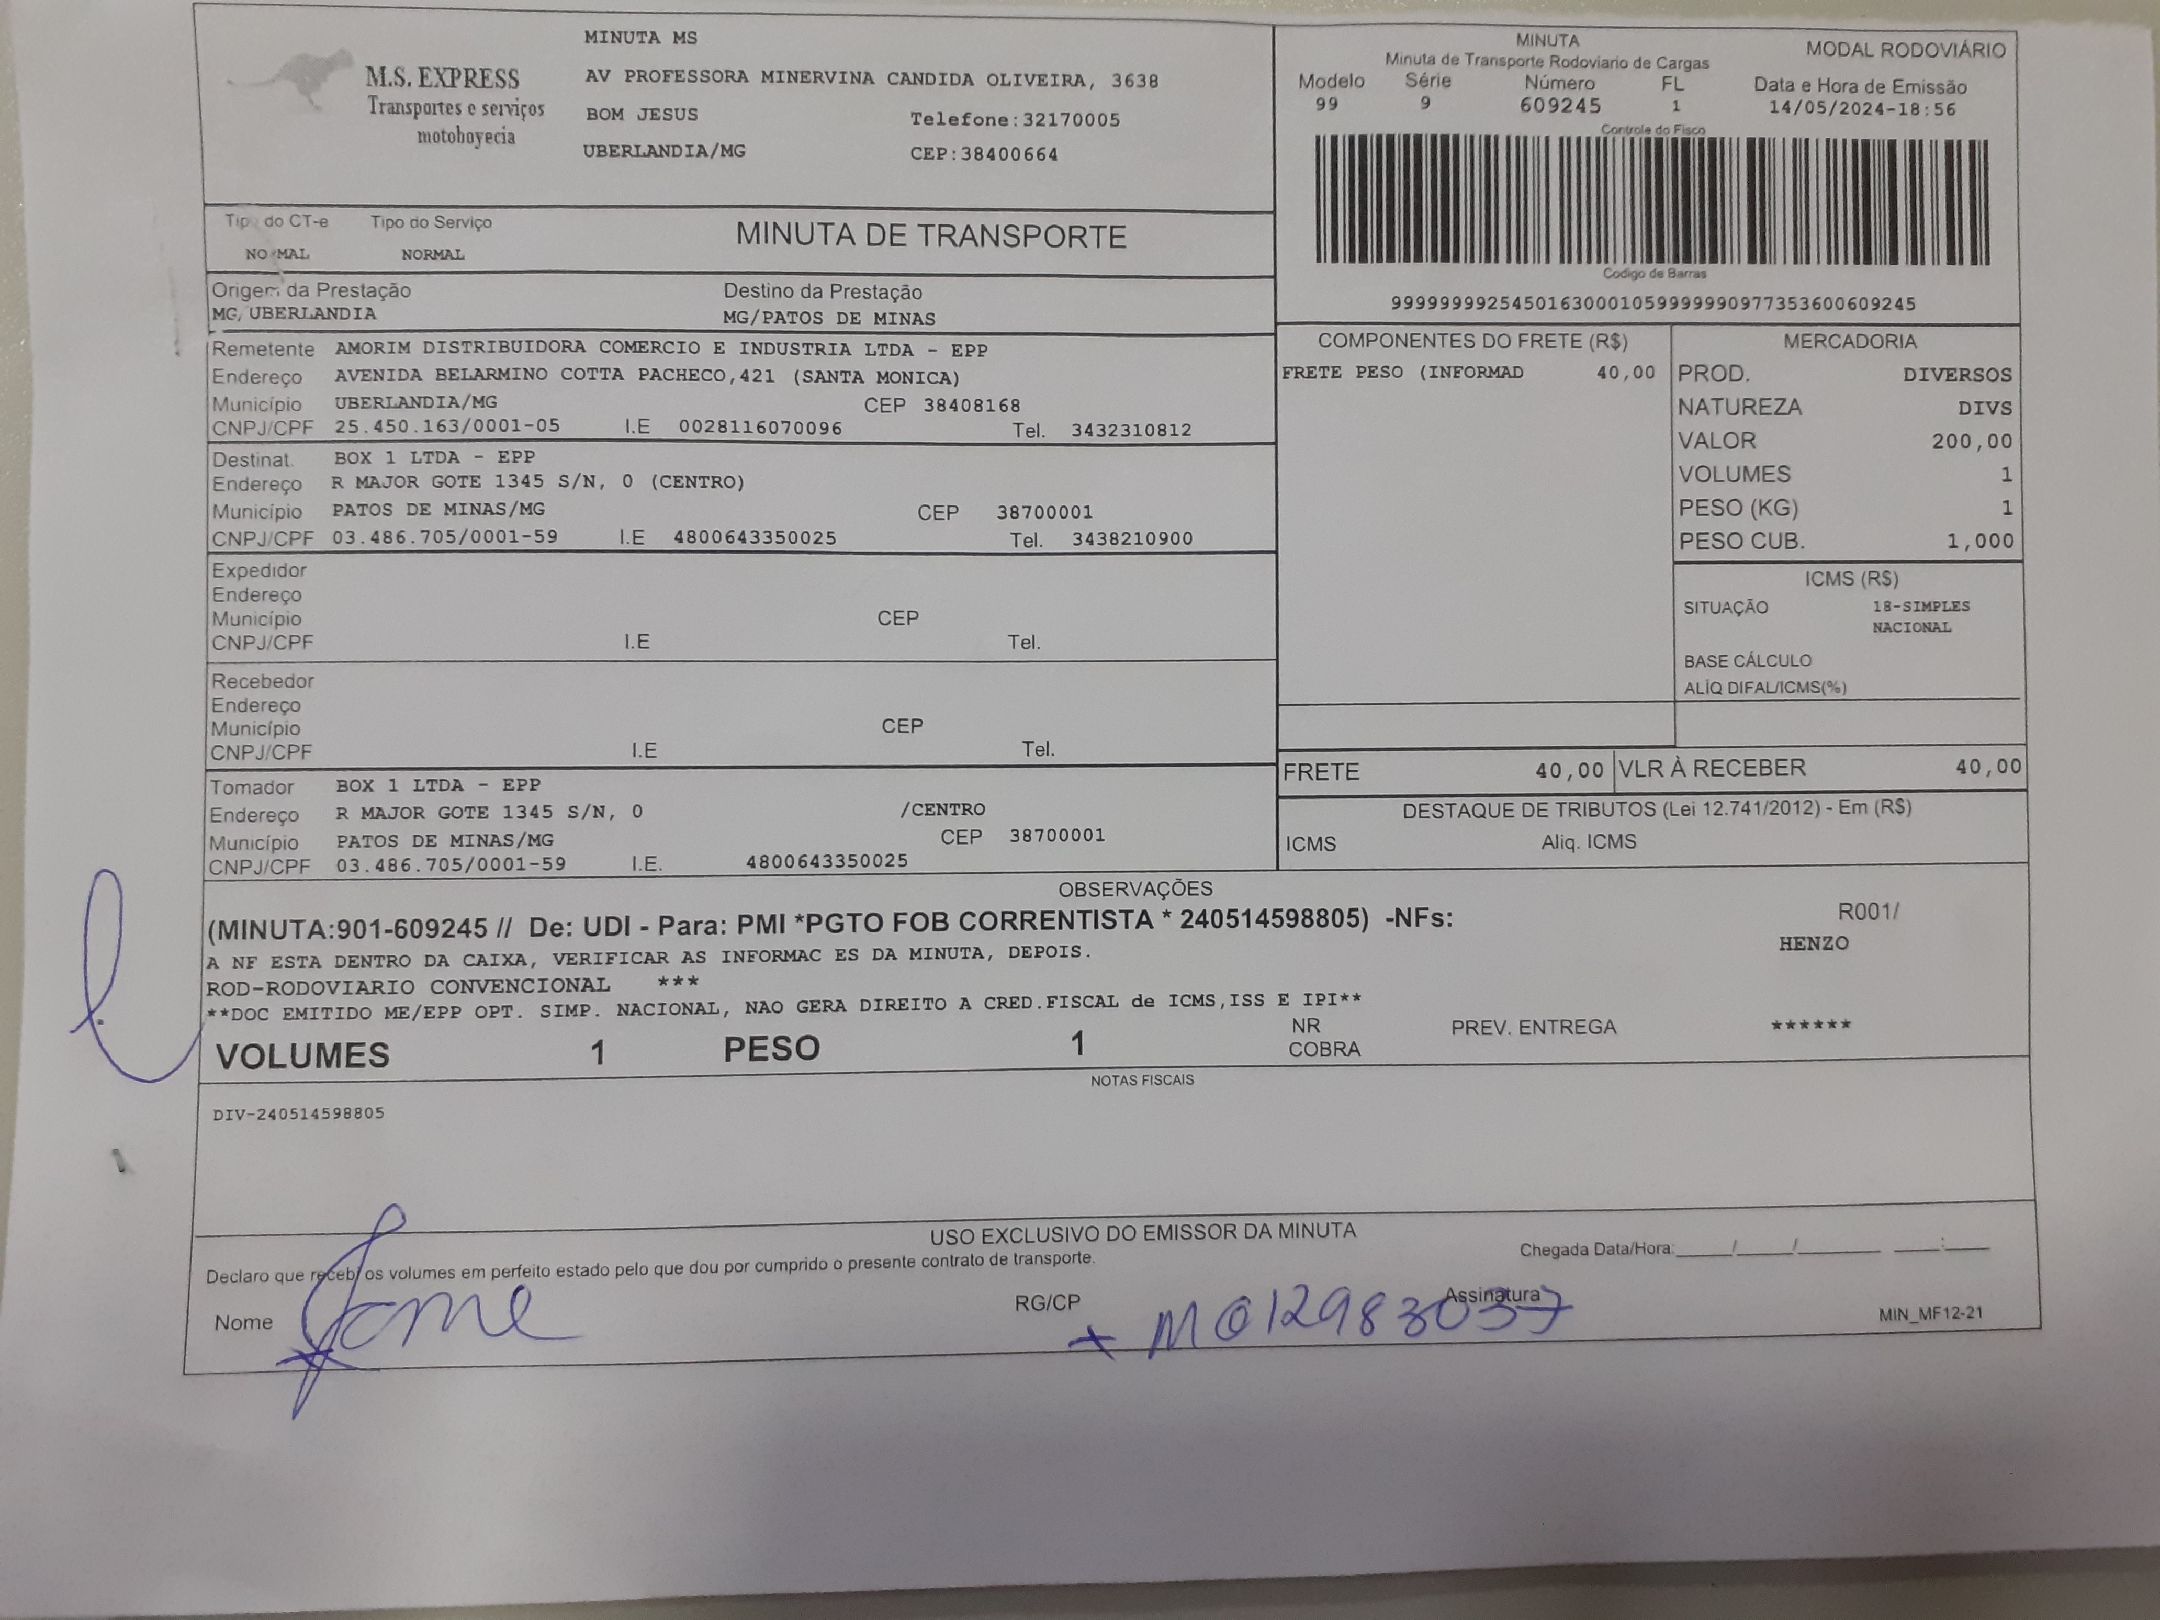 M.S. EXPRESS
Transportes e serviços
motoboyecia
MINUTA MS
AV PROFESSORA MINERVINA CANDIDA OLIVEIRA, 3638
BOM JESUS Telefone:32170005
UBERLANDIA/MG CEP:38400664
MINUTA MODAL RODOVIÁRIO
Minuta de Transporte Rodoviario de Cargas
Modelo Série Número FL Data e Hora de Emissão
99 9 609245 1 14/05/2024-18:56
Controle do Fisco
Codigo de Barras
99999999254501630001059999990977353600609245
Tipo do CT-e Tipo do Serviço MINUTA DE TRANSPORTE
NORMAL NORMAL
Origem da Prestação Destino da Prestação
MG/UBERLANDIA MG/PATOS DE MINAS
Remetente AMORIM DISTRIBUIDORA COMERCIO E INDUSTRIA LTDA - EPP
Endereço AVENIDA BELARMINO COTTA PACHECO,421 (SANTA MONICA)
Município UBERLANDIA/MG CEP 38408168
CNPJ/CPF 25.450.163/0001-05 I.E 0028116070096 Tel. 3432310812
Destinat. BOX 1 LTDA - EPP
Endereço R MAJOR GOTE 1345 S/N, 0 (CENTRO)
Município PATOS DE MINAS/MG CEP 38700001
CNPJ/CPF 03.486.705/0001-59 I.E 4800643350025 Tel. 3438210900
Expedidor
Endereço
Município CEP
CNPJ/CPF I.E Tel.
Recebedor
Endereço
Município CEP
CNPJ/CPF I.E Tel.
Tomador BOX 1 LTDA - EPP
Endereço R MAJOR GOTE 1345 S/N, 0 /CENTRO
Município PATOS DE MINAS/MG CEP 38700001
CNPJ/CPF 03.486.705/0001-59 I.E. 4800643350025
COMPONENTES DO FRETE (R$)
FRETE PESO (INFORMAD 40,00
MERCADORIA
PROD. DIVERSOS
NATUREZA DIVS
VALOR 200,00
VOLUMES 1
PESO (KG) 1
PESO CUB. 1,000
ICMS (R$)
SITUAÇÃO 18-SIMPLES
NACIONAL
BASE CÁLCULO
ALÍQ DIFAL/ICMS(%)
FRETE 40,00 VLR À RECEBER 40,00
DESTAQUE DE TRIBUTOS (Lei 12.741/2012) - Em (R$)
ICMS Aliq. ICMS
OBSERVAÇÕES
(MINUTA:901-609245 // De: UDI - Para: PMI *PGTO FOB CORRENTISTA * 240514598805) -NFs: R001/
HENZO
A NF ESTA DENTRO DA CAIXA, VERIFICAR AS INFORMAC ES DA MINUTA, DEPOIS.
ROD-RODOVIARIO CONVENCIONAL ***
**DOC EMITIDO ME/EPP OPT. SIMP. NACIONAL, NAO GERA DIREITO A CRED.FISCAL de ICMS,ISS E IPI**
VOLUMES 1 PESO 1 NR COBRA PREV. ENTREGA ******
NOTAS FISCAIS
DIV-240514598805
USO EXCLUSIVO DO EMISSOR DA MINUTA
Declaro que recebi os volumes em perfeito estado pelo que dou por cumprido o presente contrato de transporte. Chegada Data/Hora:_____/_____/_______ ____:____
Nome RG/CP MG12983037 Assinatura
MIN_MF12-21